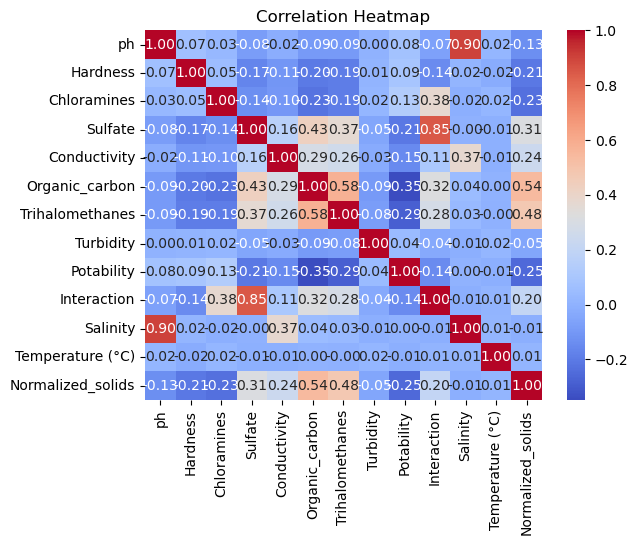 Correlation Heatmap
ph 1.00 0.07 0.03 -0.08 -0.02 -0.09 -0.09 0.00 0.08 -0.07 0.90 0.02 -0.13
Hardness 0.07 1.00 0.05 -0.17 -0.11 -0.20 -0.19 0.01 0.09 -0.14 0.02 -0.02 -0.21
Chloramines 0.03 0.05 1.00 -0.14 -0.10 -0.23 -0.19 0.02 0.13 0.38 -0.02 0.02 -0.23
Sulfate -0.08 -0.17 -0.14 1.00 0.16 0.43 0.37 -0.05 -0.21 0.85 -0.00 -0.01 0.31
Conductivity -0.02 -0.11 -0.10 0.16 1.00 0.29 0.26 -0.03 -0.15 0.11 0.37 -0.01 0.24
Organic_carbon -0.09 -0.20 -0.23 0.43 0.29 1.00 0.58 -0.09 -0.35 0.32 0.04 0.00 0.54
Trihalomethanes -0.09 -0.19 -0.19 0.37 0.26 0.58 1.00 -0.08 -0.29 0.28 0.03 -0.00 0.48
Turbidity 0.00 0.01 0.02 -0.05 -0.03 -0.09 -0.08 1.00 0.04 -0.04 -0.01 0.02 -0.05
Potability 0.08 0.09 0.13 -0.21 -0.15 -0.35 -0.29 0.04 1.00 -0.14 0.00 -0.01 -0.25
Interaction -0.07 -0.14 0.38 0.85 0.11 0.32 0.28 -0.04 -0.14 1.00 -0.01 0.01 0.20
Salinity 0.90 0.02 -0.02 -0.00 0.37 0.04 0.03 -0.01 0.00 -0.01 1.00 0.01 -0.01
Temperature (°C) 0.02 -0.02 0.02 -0.01 -0.01 0.00 -0.00 0.02 -0.01 0.01 0.01 1.00 0.01
Normalized_solids -0.13 -0.21 -0.23 0.31 0.24 0.54 0.48 -0.05 -0.25 0.20 -0.01 0.01 1.00
ph
Hardness
Chloramines
Sulfate
Conductivity
Organic_carbon
Trihalomethanes
Turbidity
Potability
Interaction
Salinity
Temperature (°C)
Normalized_solids
1.0
0.8
0.6
0.4
0.2
0.0
−0.2